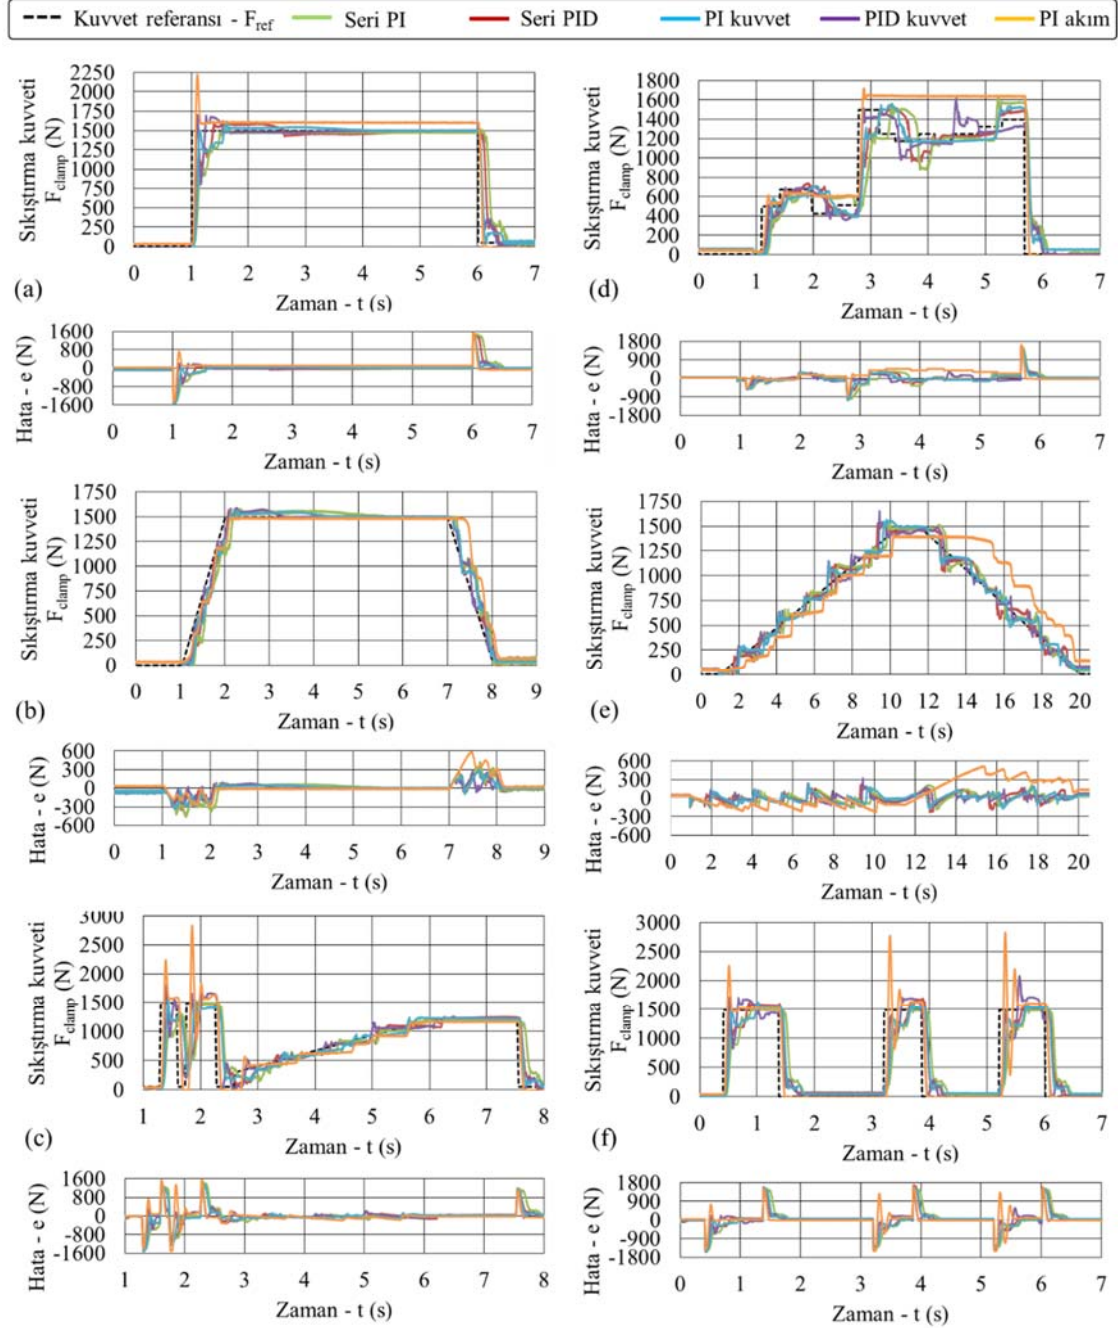 Kuvvet referansı - F_ref Seri PI Seri PID PI kuvvet PID kuvvet PI akım
Sıkıştırma kuvveti
F_clamp (N)
2250
2000
1750
1500
1250
1000
750
500
250
0
0 1 2 3 4 5 6 7
(a)
Zaman - t (s)
Hata - e (N)
1600
800
0
-800
-1600
0 1 2 3 4 5 6 7
Zaman - t (s)
Sıkıştırma kuvveti
F_clamp (N)
1750
1500
1250
1000
750
500
250
0
0 1 2 3 4 5 6 7 8 9
(b)
Zaman - t (s)
Hata - e (N)
600
300
0
-300
-600
0 1 2 3 4 5 6 7 8 9
Zaman - t (s)
Sıkıştırma kuvveti
F_clamp (N)
3000
2500
2000
1500
1000
500
0
1 2 3 4 5 6 7 8
(c)
Zaman - t (s)
Hata - e (N)
1600
800
0
-800
-1600
1 2 3 4 5 6 7 8
Zaman - t (s)
Sıkıştırma kuvveti
F_clamp (N)
1800
1600
1400
1200
1000
800
600
400
200
0
0 1 2 3 4 5 6 7
(d)
Zaman - t (s)
Hata - e (N)
1800
900
0
-900
-1800
0 1 2 3 4 5 6 7
Zaman - t (s)
Sıkıştırma kuvveti
F_clamp (N)
1750
1500
1250
1000
750
500
250
0
0 2 4 6 8 10 12 14 16 18 20
(e)
Zaman - t (s)
Hata - e (N)
600
300
0
-300
-600
0 2 4 6 8 10 12 14 16 18 20
Zaman - t (s)
Sıkıştırma kuvveti
F_clamp (N)
3000
2500
2000
1500
1000
500
0
0 1 2 3 4 5 6 7
(f)
Zaman - t (s)
Hata - e (N)
1800
900
0
-900
-1800
0 1 2 3 4 5 6 7
Zaman - t (s)